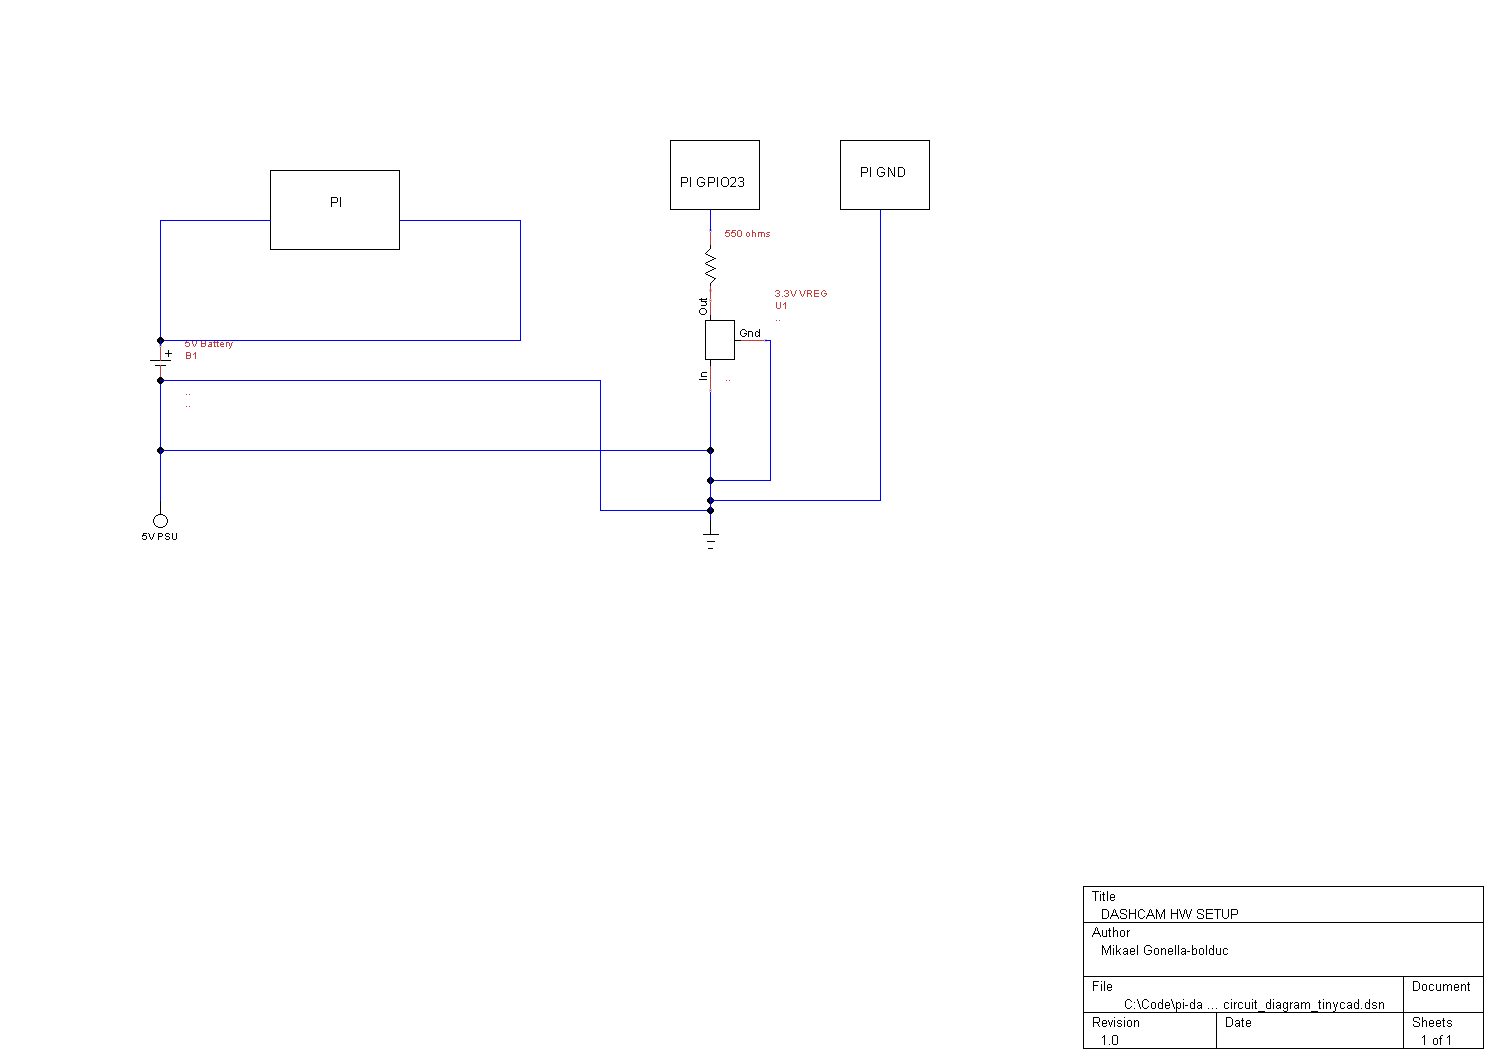 PI
PI GPIO23
PI GND
550 ohms
Out
3.3V VREG
U1
..
Gnd
+
5V Battery
B1
In
..
..
..
5V PSU
Title
DASHCAM HW SETUP
Author
Mikael Gonella-bolduc
File
Document
C:\Code\pi-da ... circuit_diagram_tinycad.dsn
Revision
Date
Sheets
1.0
1 of 1